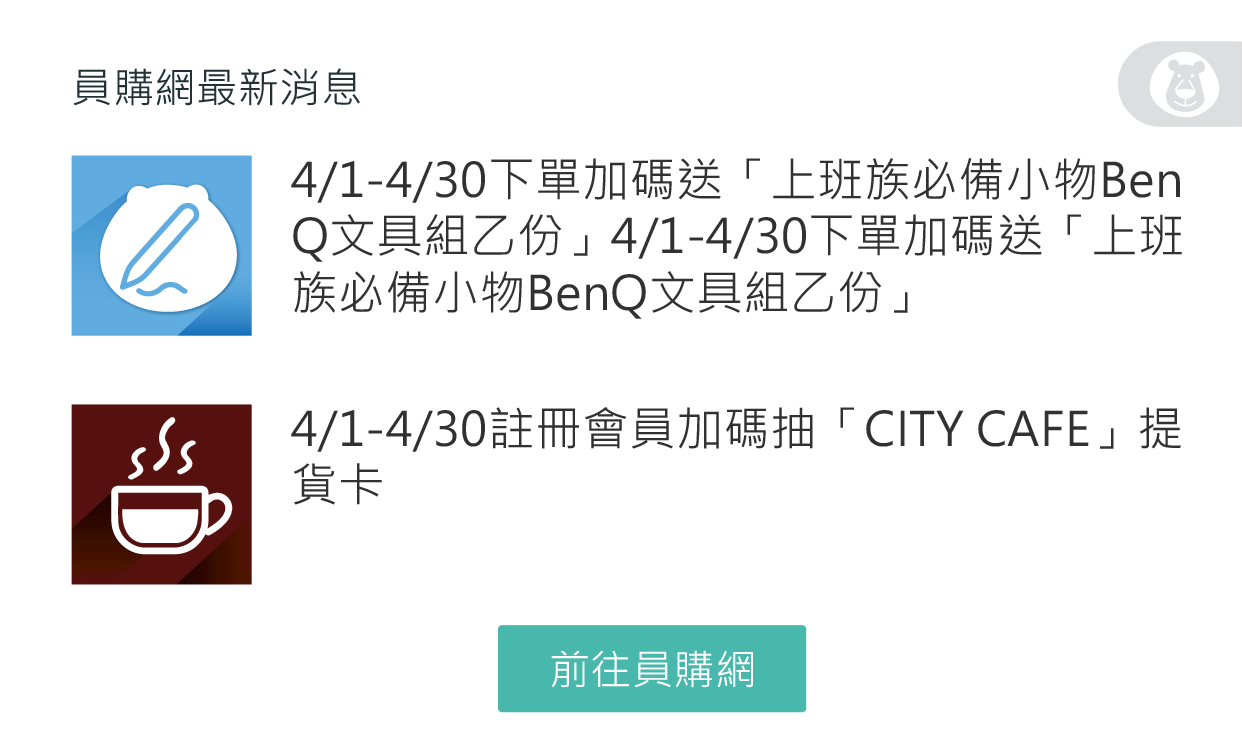 員購網最新消息
4/1-4/30下單加碼送「上班族必備小物Ben
Q文具組乙份」4/1-4/30下單加碼送「上班
族必備小物BenQ文具組乙份」
4/1-4/30註冊會員加碼抽「CITY CAFE」提
貨卡
前往員購網